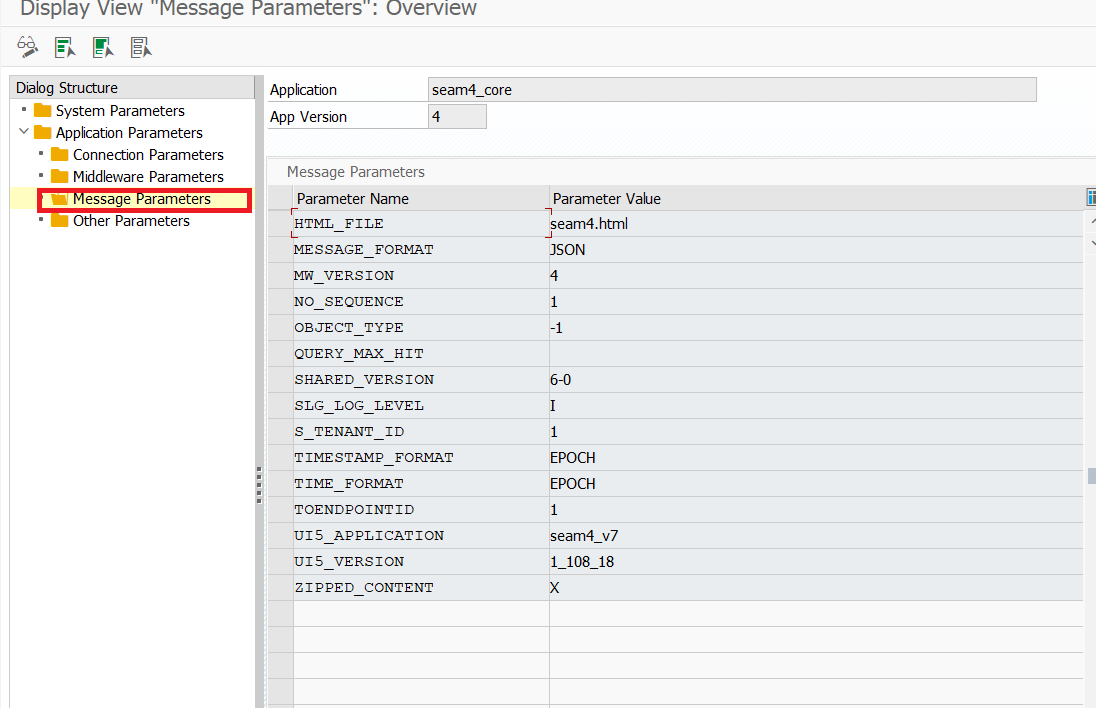 Display View "Message Parameters": Overview
Dialog Structure
System Parameters
Application Parameters
Connection Parameters
Middleware Parameters
Message Parameters
Other Parameters
Application seam4_core
App Version 4
Message Parameters
Parameter Name Parameter Value
HTML_FILE seam4.html
MESSAGE_FORMAT JSON
MW_VERSION 4
NO_SEQUENCE 1
OBJECT_TYPE -1
QUERY_MAX_HIT
SHARED_VERSION 6-0
SLG_LOG_LEVEL I
S_TENANT_ID 1
TIMESTAMP_FORMAT EPOCH
TIME_FORMAT EPOCH
TOENDPOINTID 1
UI5_APPLICATION seam4_v7
UI5_VERSION 1_108_18
ZIPPED_CONTENT X